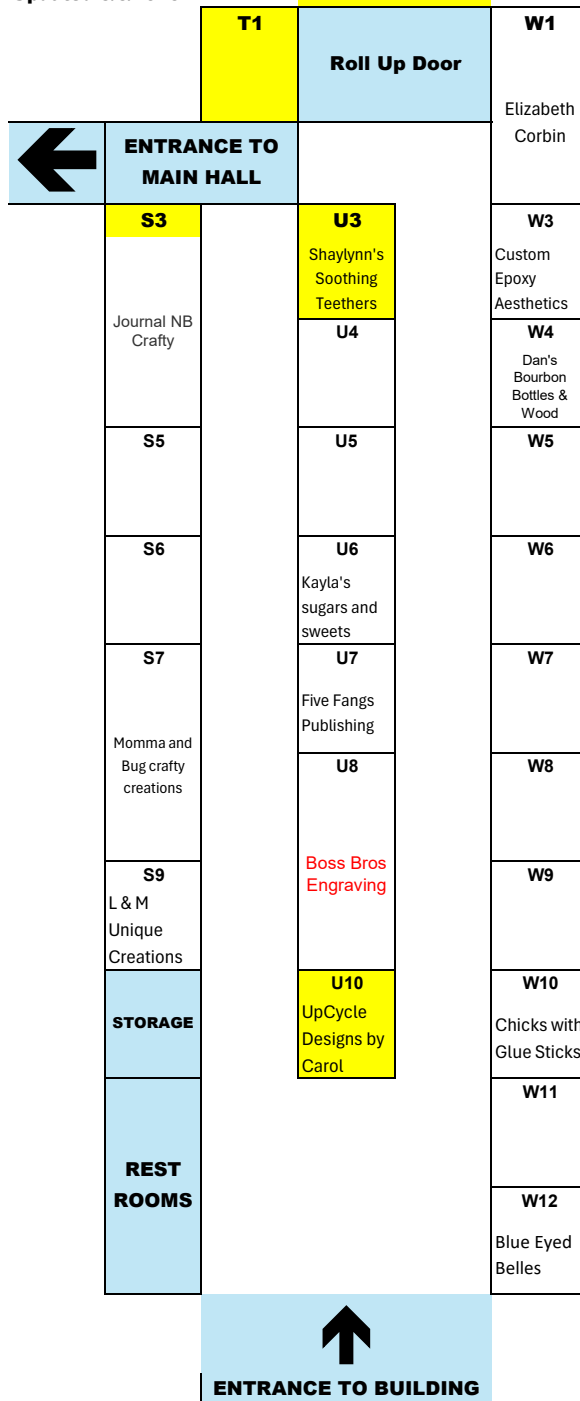 T1
Roll Up Door
W1
Elizabeth
Corbin
ENTRANCE TO
MAIN HALL
S3
Journal NB
Crafty
U3
Shaylynn's
Soothing
Teethers
W3
Custom
Epoxy
Aesthetics
U4
W4
Dan's
Bourbon
Bottles &
Wood
S5
U5
W5
S6
U6
Kayla's
sugars and
sweets
W6
S7
Momma and
Bug crafty
creations
U7
Five Fangs
Publishing
W7
U8
Boss Bros
Engraving
W8
S9
L & M
Unique
Creations
W9
STORAGE
U10
UpCycle
Designs by
Carol
W10
Chicks with
Glue Sticks
REST
ROOMS
W11
W12
Blue Eyed
Belles
ENTRANCE TO BUILDING